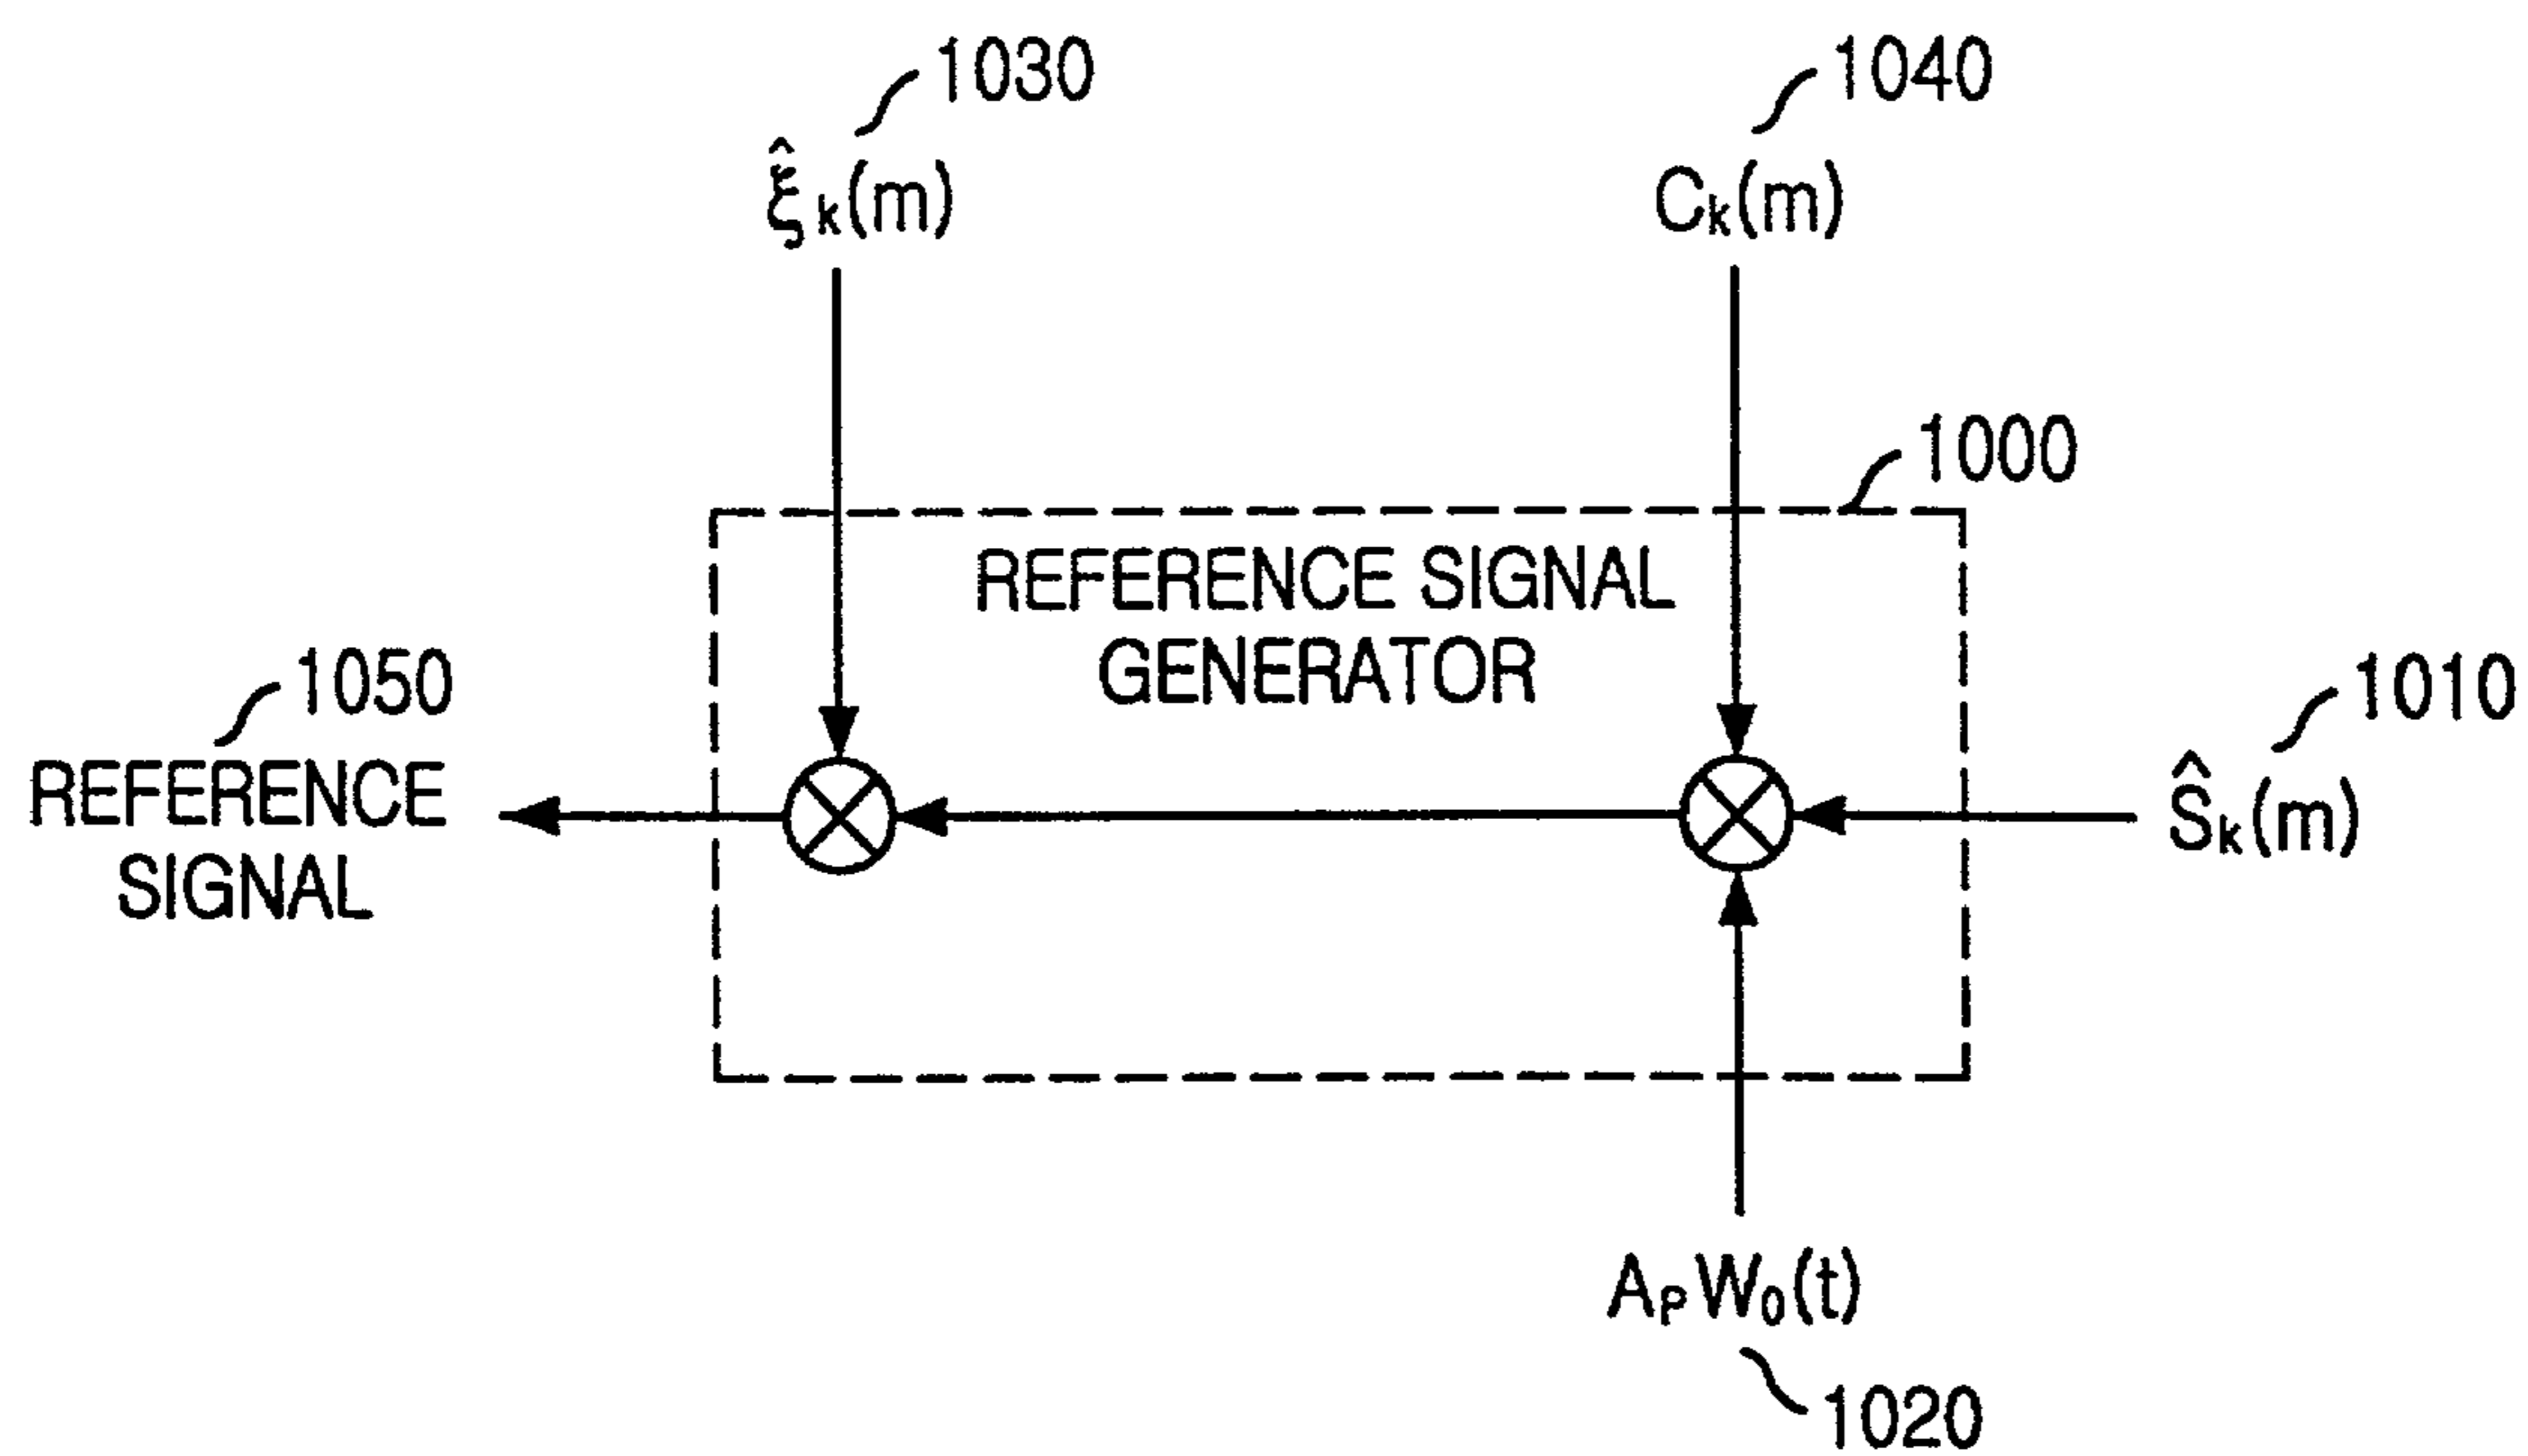 1030
1040
ξ̂k(m)
Ck(m)
1000
REFERENCE SIGNAL
GENERATOR
1050
REFERENCE
SIGNAL
1010
Ŝk(m)
APW0(t)
1020